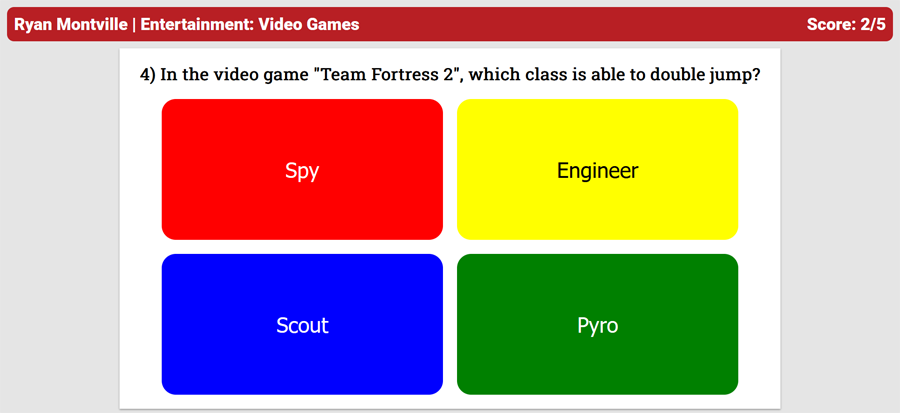 Ryan Montville | Entertainment: Video Games
Score: 2/5
4) In the video game "Team Fortress 2", which class is able to double jump?
Spy
Engineer
Scout
Pyro